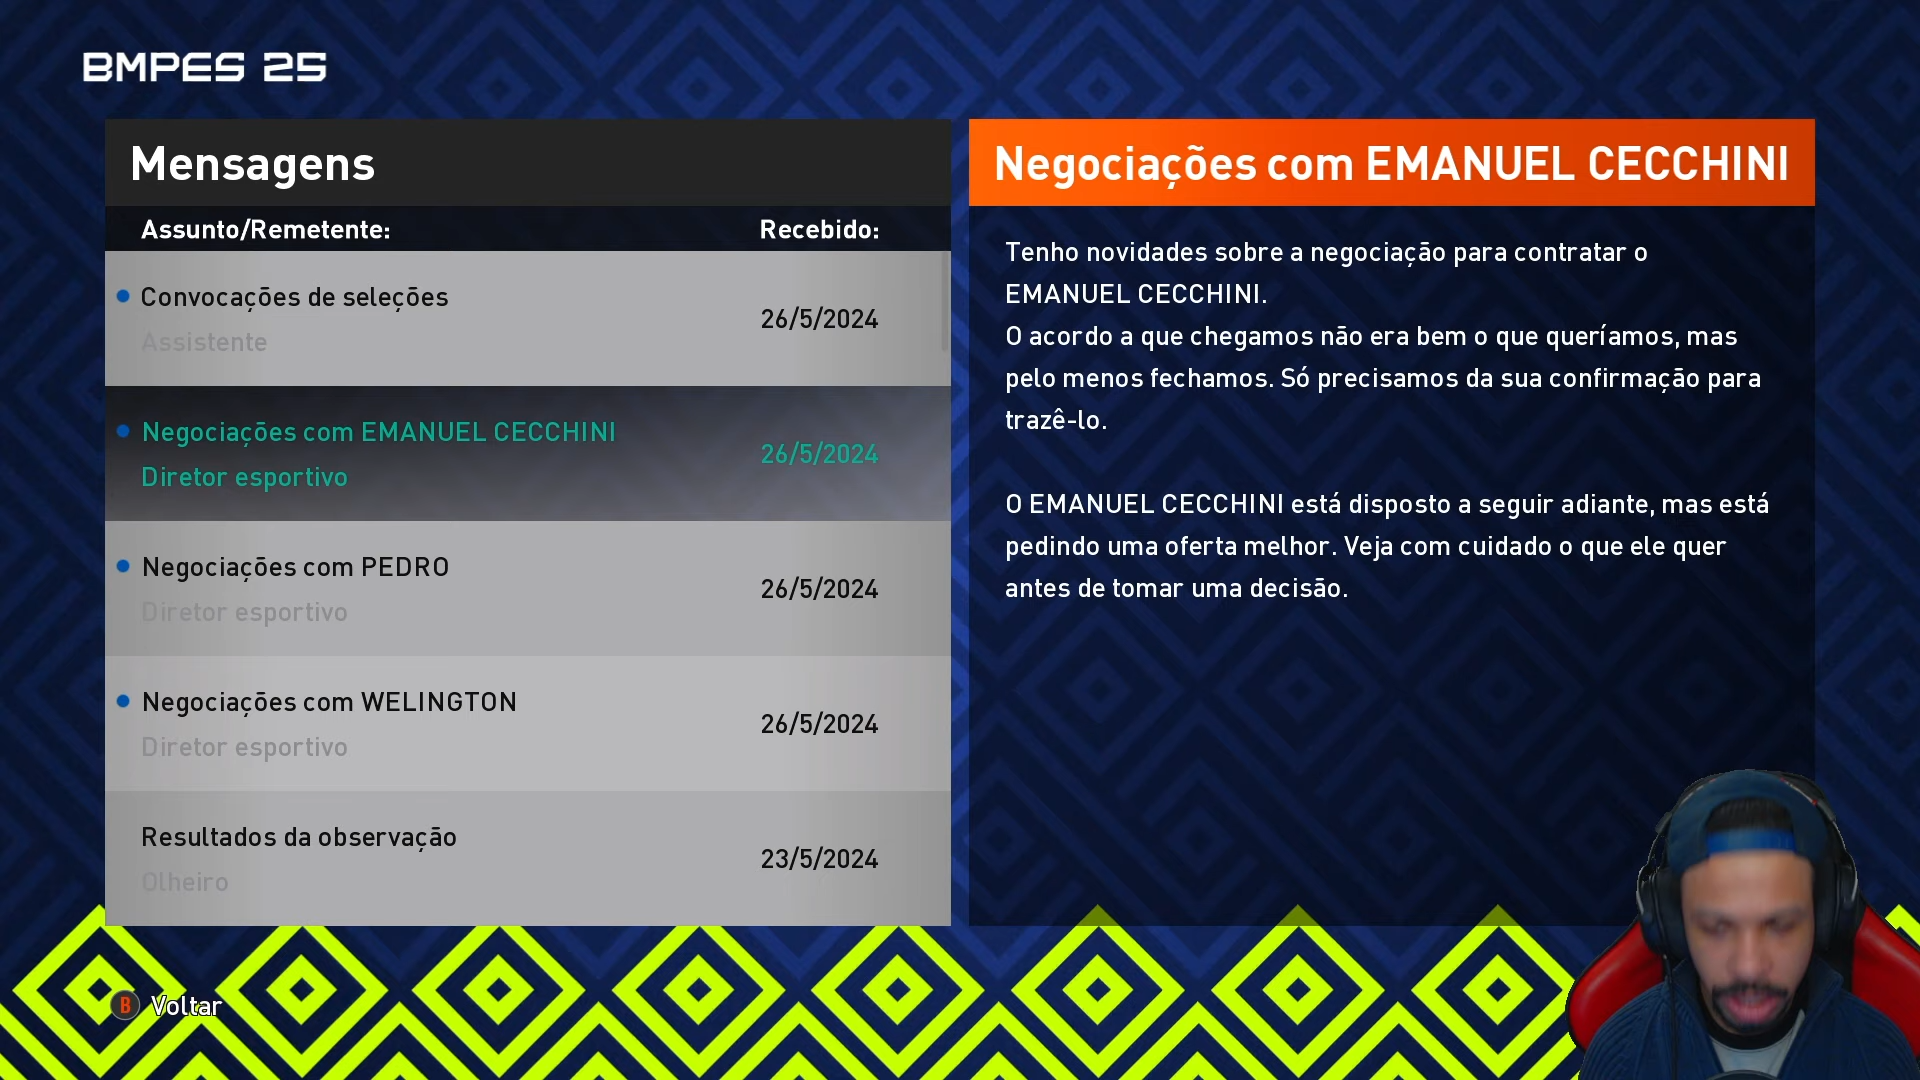 BMPES 25
Mensagens
Assunto/Remetente: Recebido:
Convocações de seleções
Assistente
26/5/2024
Negociações com EMANUEL CECCHINI
Diretor esportivo
26/5/2024
Negociações com PEDRO
Diretor esportivo
26/5/2024
Negociações com WELINGTON
Diretor esportivo
26/5/2024
Resultados da observação
Olheiro
23/5/2024
Negociações com EMANUEL CECCHINI
Tenho novidades sobre a negociação para contratar o
EMANUEL CECCHINI.
O acordo a que chegamos não era bem o que queríamos, mas
pelo menos fechamos. Só precisamos da sua confirmação para
trazê-lo.
O EMANUEL CECCHINI está disposto a seguir adiante, mas está
pedindo uma oferta melhor. Veja com cuidado o que ele quer
antes de tomar uma decisão.
B Voltar